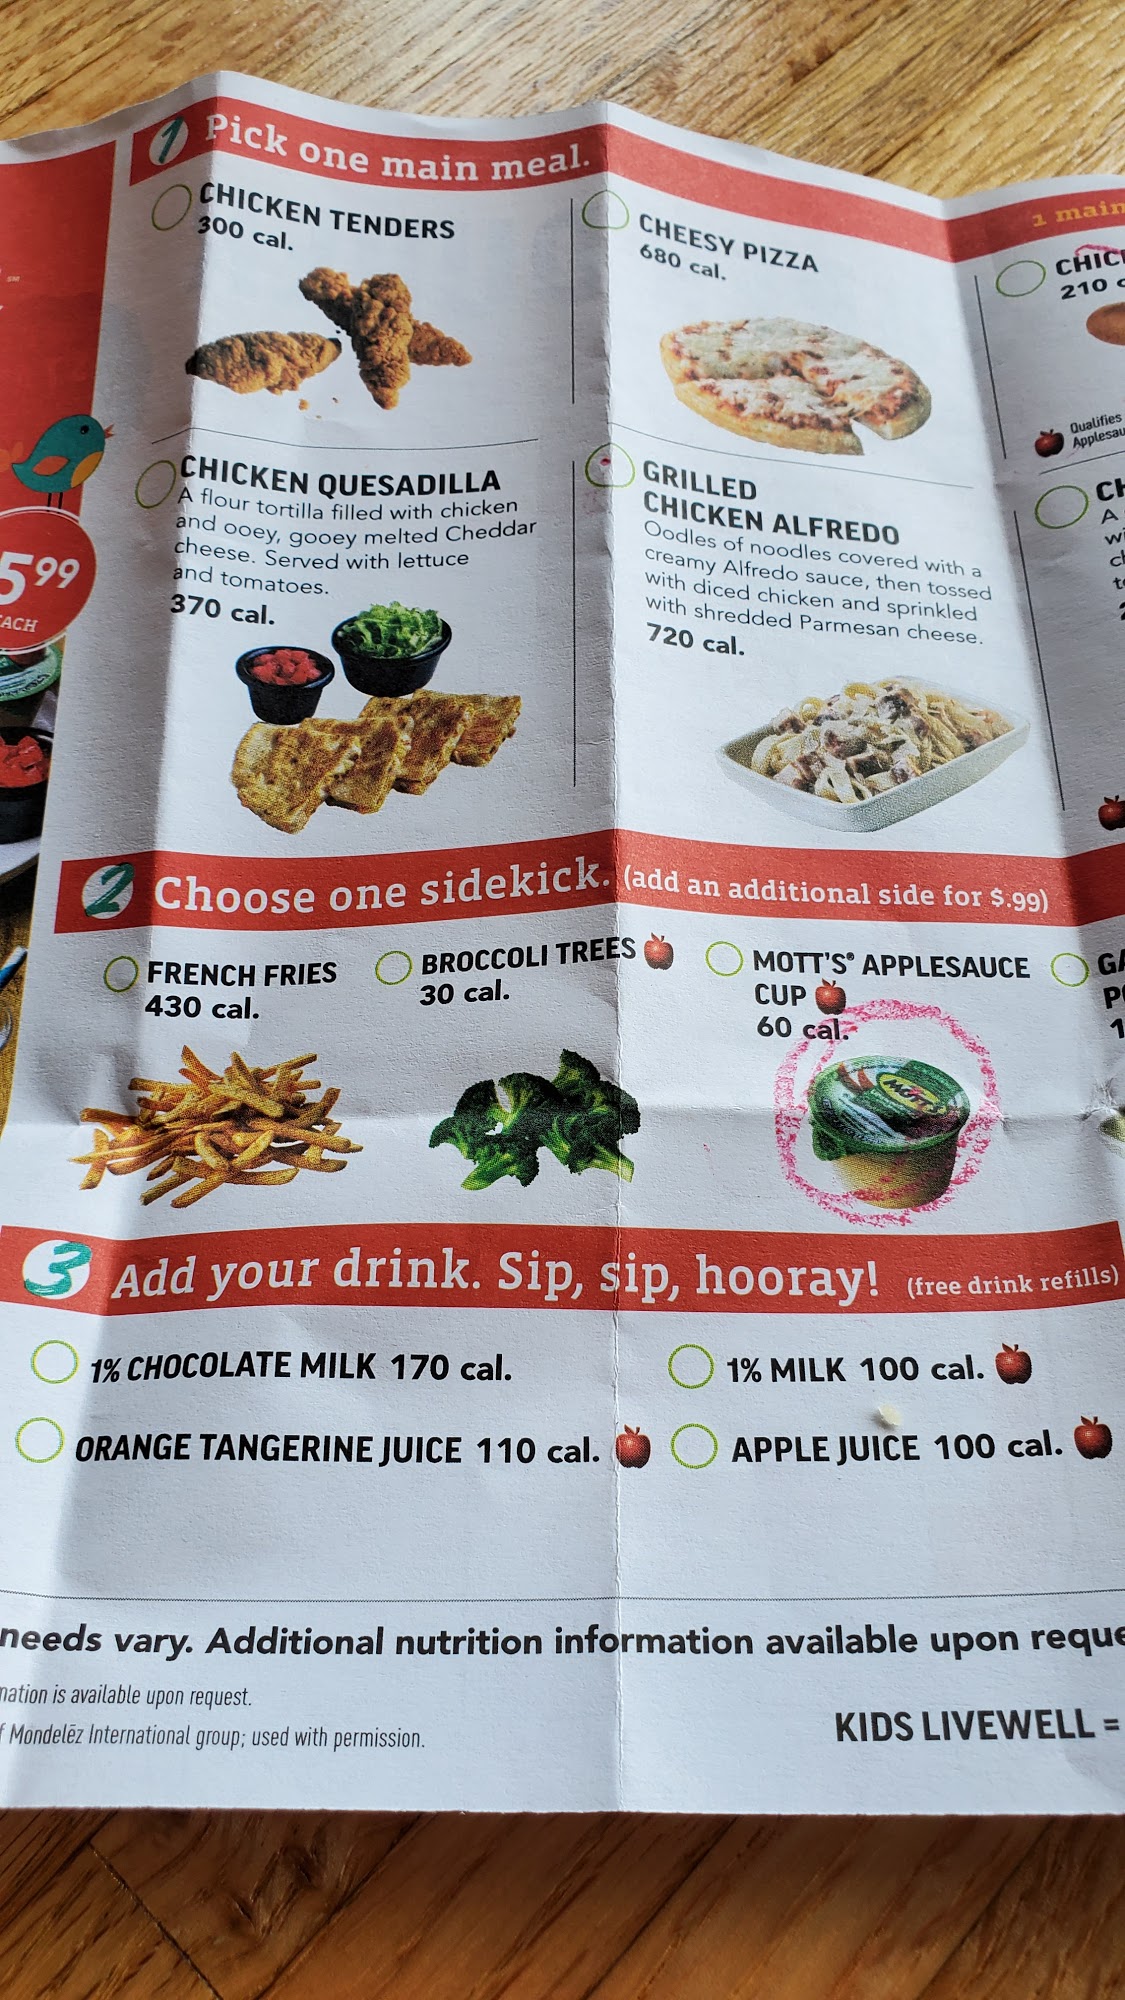 1 Pick one main meal.
1 main
CHICKEN TENDERS
300 cal.
CHEESY PIZZA
680 cal.
210
Qualifies
CHICKEN QUESADILLA
A flour tortilla filled with chicken
and ooey, gooey melted Cheddar
cheese. Served with lettuce
and tomatoes.
370 cal.
GRILLED
CHICKEN ALFREDO
Oodles of noodles covered with a
creamy Alfredo sauce, then tossed
with diced chicken and sprinkled
with shredded Parmesan cheese.
720 cal.
A
5.99
EACH
2 Choose one sidekick. (add an additional side for $.99)
FRENCH FRIES
430 cal.
BROCCOLI TREES
30 cal.
MOTT'S® APPLESAUCE
CUP
60 cal.
Mott's
3 Add your drink. Sip, sip, hooray! (free drink refills)
1% CHOCOLATE MILK 170 cal.
1% MILK 100 cal.
ORANGE TANGERINE JUICE 110 cal.
APPLE JUICE 100 cal.
needs vary. Additional nutrition information available upon
is available upon request.
Mondelēz International group; used with permission.
KIDS LIVEWELL =